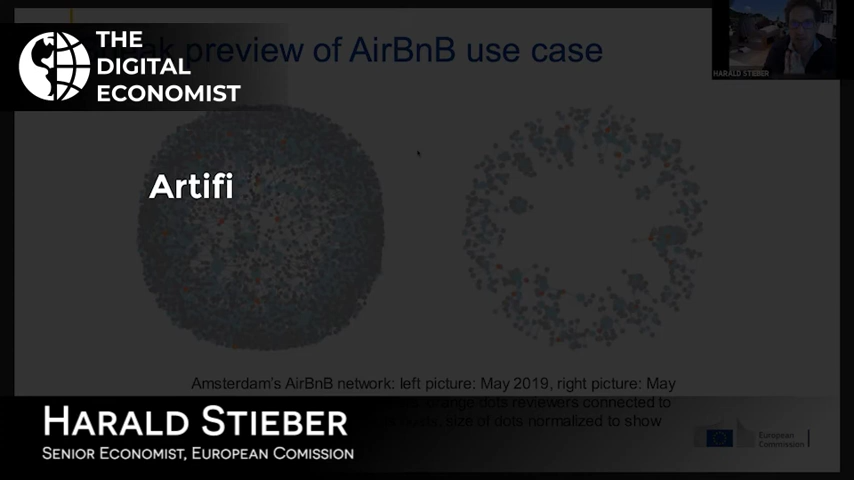 ak preview of AirBnB use case
HARALD STIEBER
THE
DIGITAL
ECONOMIST
Artifi
Amsterdam's AirBnB network: left picture: May 2019, right picture: May
orange dots reviewers connected to
size of dots normalized to show
HARALD STIEBER
SENIOR ECONOMIST, EUROPEAN COMISSION
European
Commission